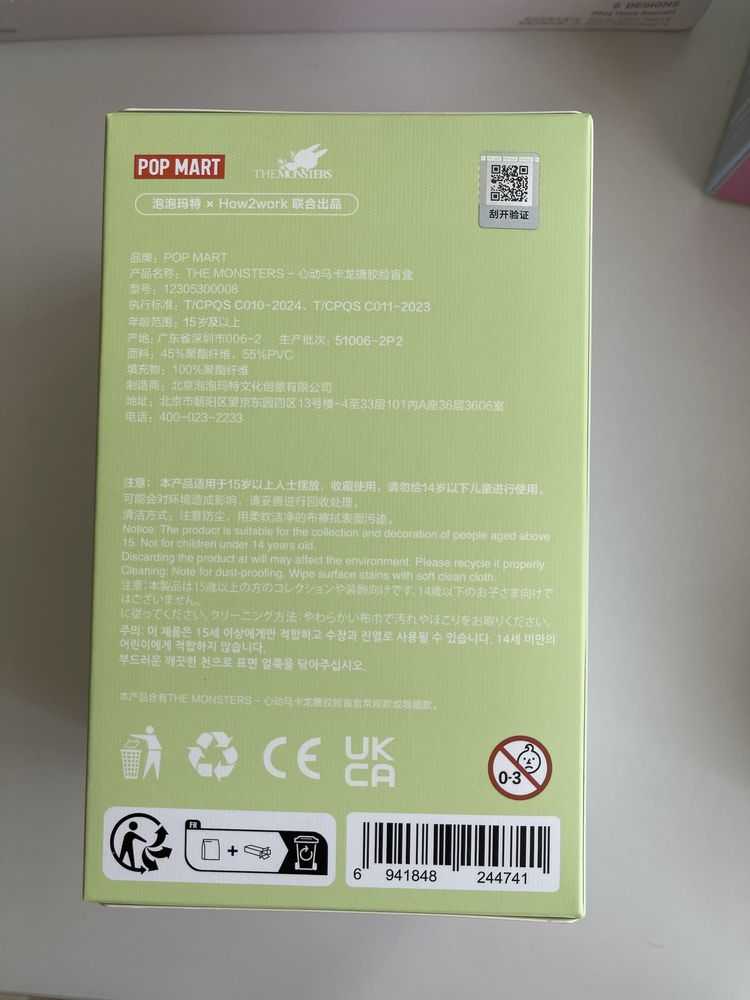 6 DESIGNS
(May Have Secret)
POP MART
THE MONSTERS
泡泡玛特 × How2work 联合出品
刮开验证
品牌：POP MART
产品名称：THE MONSTERS – 心动马卡龙搪胶脸盲盒
型号：12305300008
执行标准：T/CPQS C010-2024、T/CPQS C011-2023
年龄范围：15岁及以上
产地：广东省深圳市006-2 生产批次：51006-2P2
面料：45%聚酯纤维、55%PVC
填充物：100%聚酯纤维
制造商：北京泡泡玛特文化创意有限公司
地址：北京市朝阳区望京东园四区13号楼-4至33层101内A座36层3606室
电话：400-023-2233
注意：本产品适用于15岁以上人士摆放，收藏使用，请勿给14岁以下儿童进行使用。
可能会对环境造成影响，请妥善进行回收处理。
清洁方式：注意防尘，用柔软洁净的布擦拭表面污迹。
Notice: The product is suitable for the collection and decoration of people aged above
15. Not for children under 14 years old.
Discarding the product at will may affect the environment. Please recycle it properly.
Cleaning: Note for dust-proofing. Wipe surface stains with soft clean cloth.
注意：本製品は15歳以上の方のコレクションや装飾向けです。14歳以下のお子さま向けで
はございません。
に従ってください。クリーニング方法：やわらかい布巾で汚れやほこりをお取りください。
주의: 이 제품은 15세 이상에게만 적합하고 수장과 진열로 사용될 수 있습니다. 14세 미만의
어린이에게 적합하지 않습니다.
부드러운 깨끗한 천으로 표면 얼룩을 닦아주십시오.
本产品含有THE MONSTERS – 心动马卡龙搪胶脸盲盒常规款或隐藏款。
CE
UK
CA
0-3
FR
+
6 941848 244741